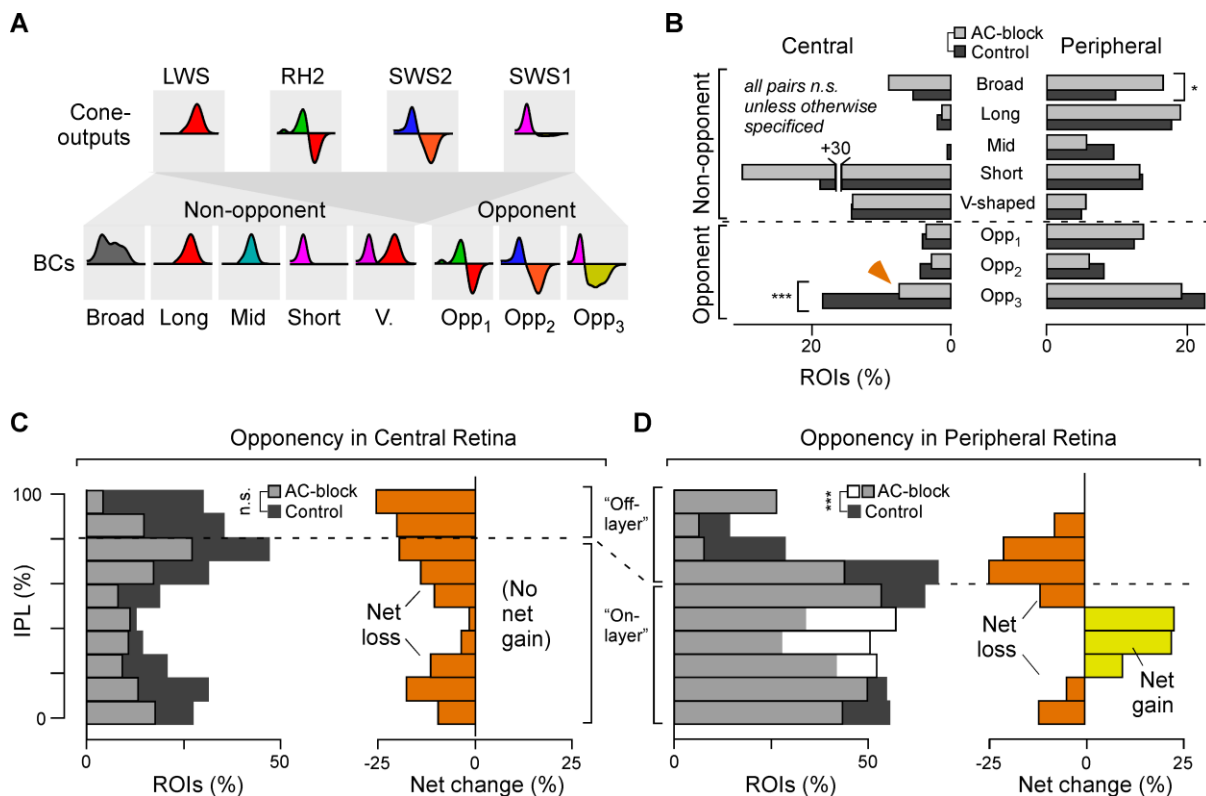 A
LWS
RH2
SWS2
SWS1
Cone-
outputs
Non-opponent
Opponent
BCs
Broad
Long
Mid
Short
V.
Opp1
Opp2
Opp3
B
Central
AC-block
Control
Peripheral
Non-opponent
all pairs n.s.
unless otherwise
specificed
+30
Broad
Long
Mid
Short
V-shaped
*
Opponent
***
Opp1
Opp2
Opp3
20
0
0
20
ROIs (%)
C
Opponency in Central Retina
IPL (%)
100
0
n.s.
AC-block
Control
Net
loss
(No
net
gain)
"Off-
layer"
"On-
layer"
0
50
-25
0
25
ROIs (%)
Net change (%)
D
Opponency in Peripheral Retina
***
AC-block
Control
Net
loss
Net
gain
0
50
-25
0
25
ROIs (%)
Net change (%)